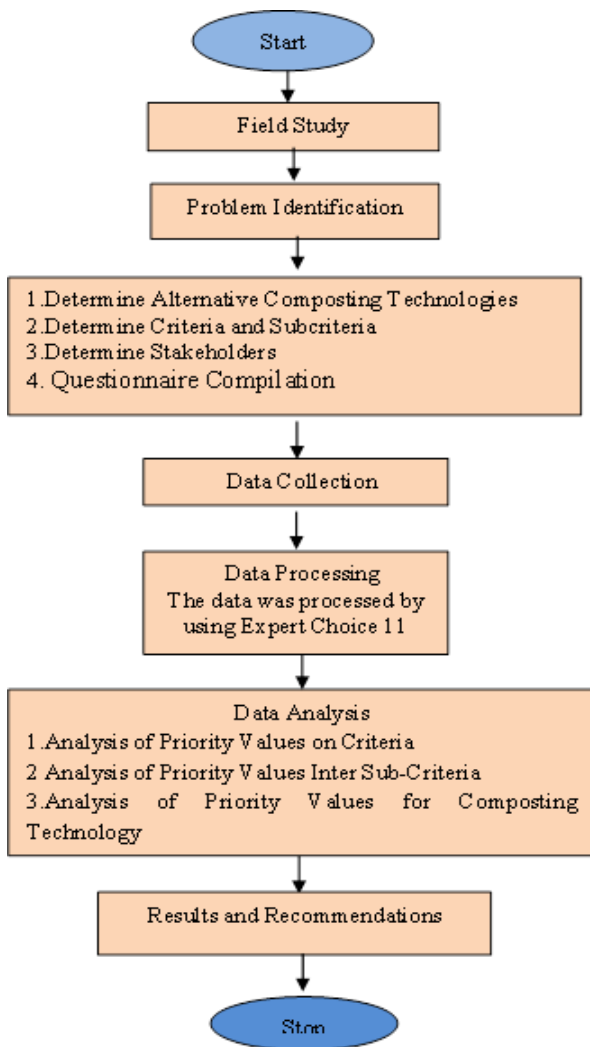 Start
Field Study
Problem Identification
1.Determine Alternative Composting Technologies
2.Determine Criteria and Subcriteria
3.Determine Stakeholders
4. Questionnaire Compilation
Data Collection
Data Processing
The data was processed by
using Expert Choice 11
Data Analysis
1.Analysis of Priority Values on Criteria
2 Analysis of Priority Values Inter Sub-Criteria
3.Analysis of Priority Values for Composting
Technology
Results and Recommendations
Stop